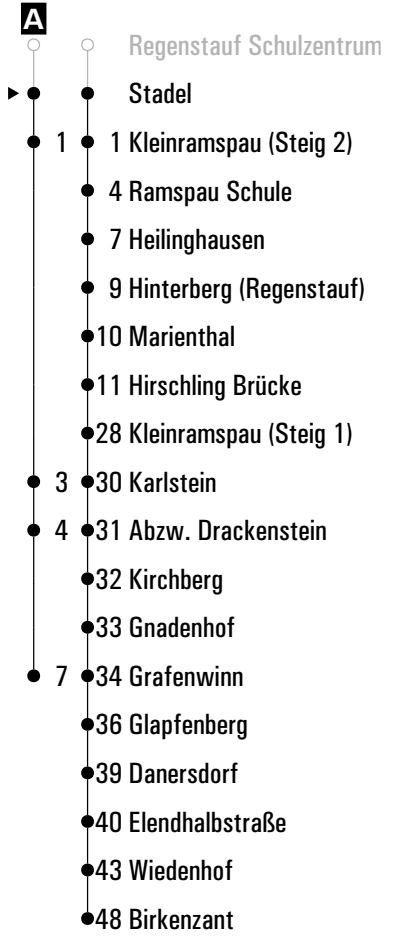 A
Regenstauf Schulzentrum
Stadel
1 1 Kleinramspau (Steig 2)
4 Ramspau Schule
7 Heilinghausen
9 Hinterberg (Regenstauf)
10 Marienthal
11 Hirschling Brücke
28 Kleinramspau (Steig 1)
3 30 Karlstein
4 31 Abzw. Drackenstein
32 Kirchberg
33 Gnadenhof
7 34 Grafenwinn
36 Glapfenberg
39 Danersdorf
40 Elendhalbstraße
43 Wiedenhof
48 Birkenzant